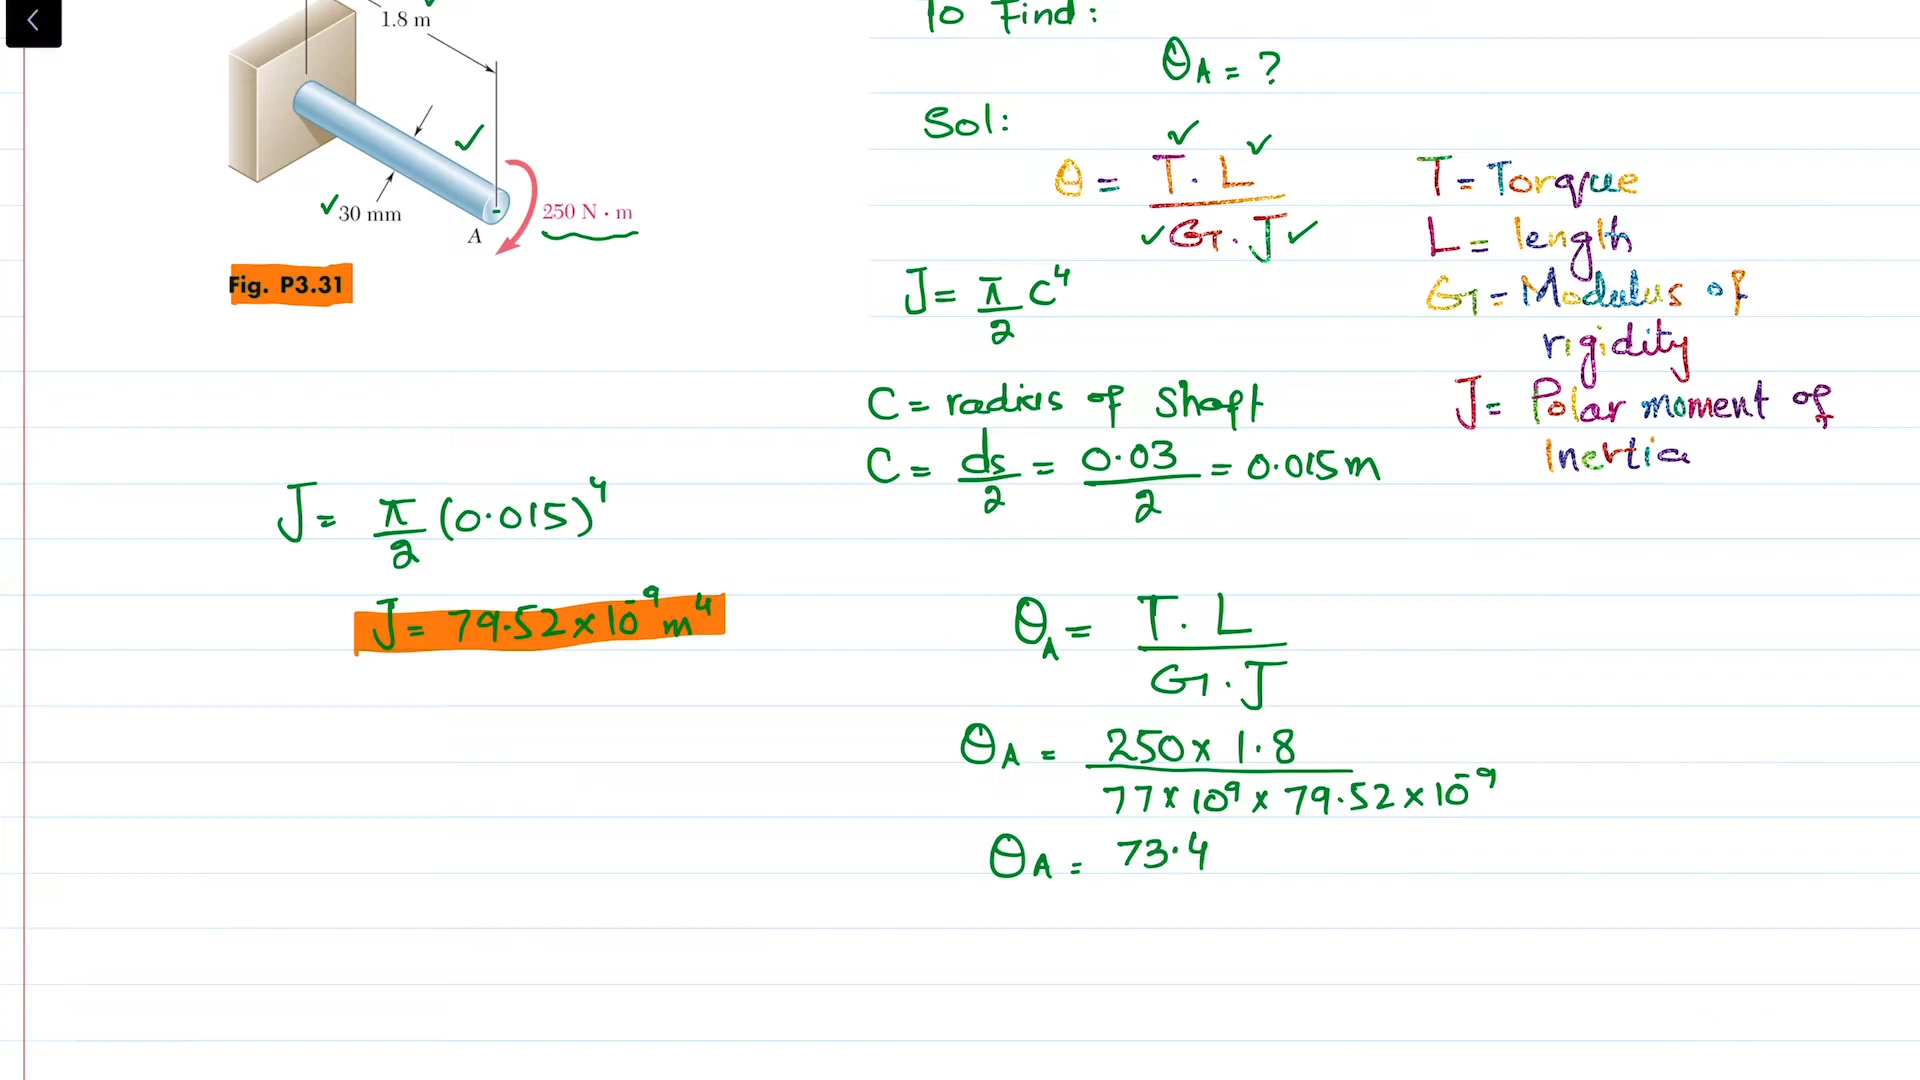 1.8 m
30 mm
250 N · m
A
Fig. P3.31
J = π/2 (0.015)⁴
J = 79.52 × 10⁻⁹ m⁴
To Find:
θA = ?
Sol:
θ = T. L / G . J
J = π/2 C⁴
C = radius of Shaft
C = ds/2 = 0.03/2 = 0.015m
T = Torque
L = length
G = Modulus of
rigidity
J = Polar moment of
Inertia
θA = T. L / G . J
θA = 250 × 1.8 / 77 × 10⁹ × 79.52 × 10⁻⁹
θA = 73.4